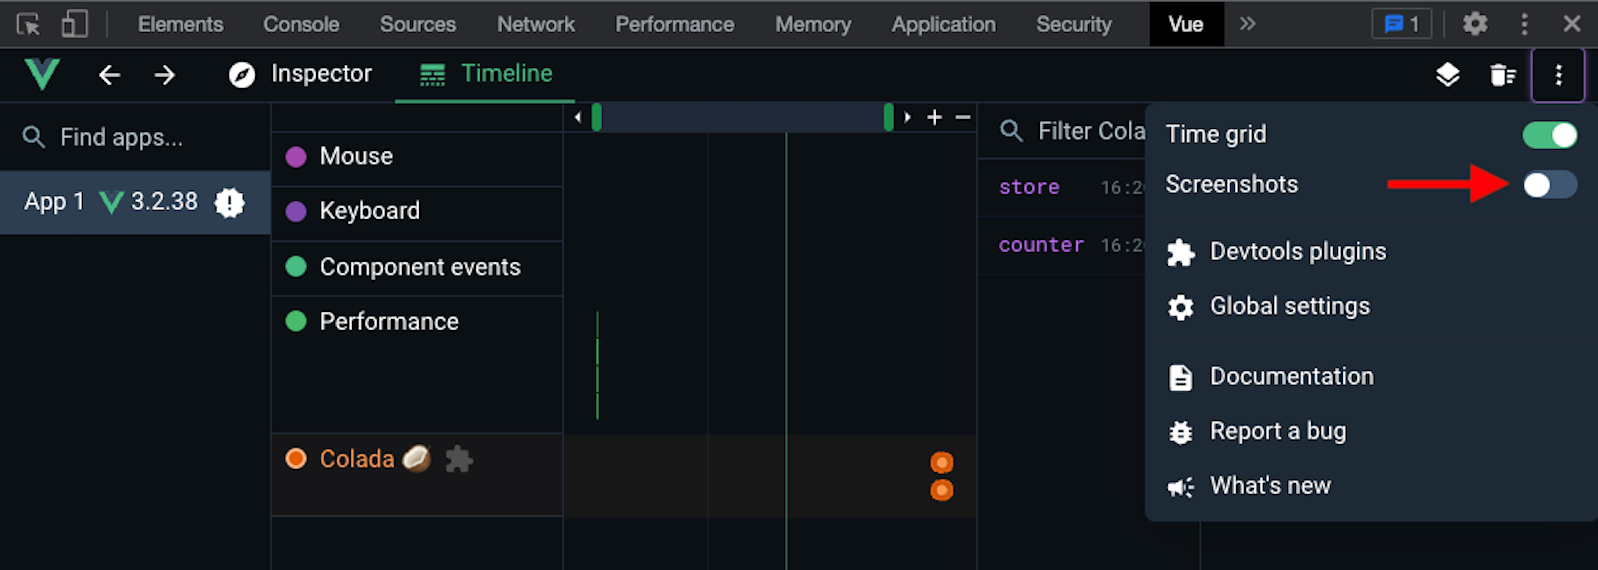 Elements Console Sources Network Performance Memory Application Security Vue » 1
Inspector Timeline
Find apps...
App 1 3.2.38
Mouse
Keyboard
Component events
Performance
Colada
Filter Cola
store 16:2
counter 16:2
Time grid
Screenshots
Devtools plugins
Global settings
Documentation
Report a bug
What's new